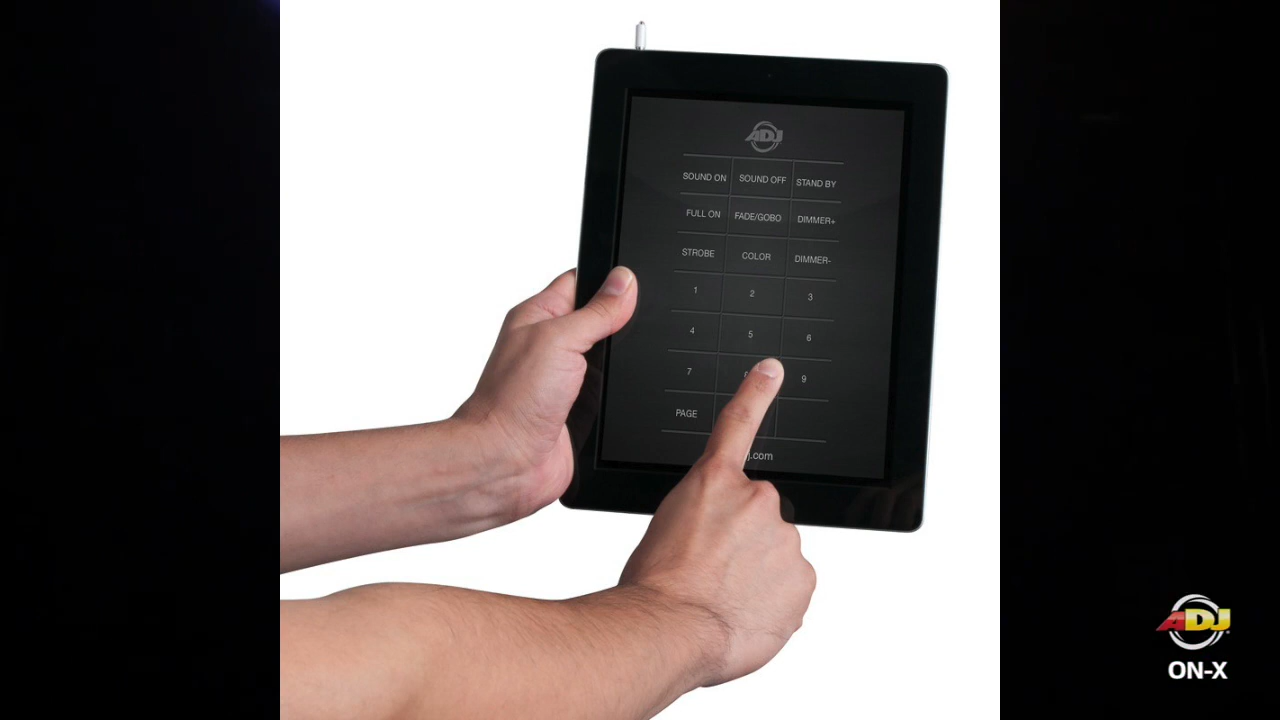 ADJ
SOUND ON SOUND OFF STAND BY
FULL ON FADE/GOBO DIMMER+
STROBE COLOR DIMMER-
1 2 3
4 5 6
7 9
PAGE
j.com
ADJ
ON-X